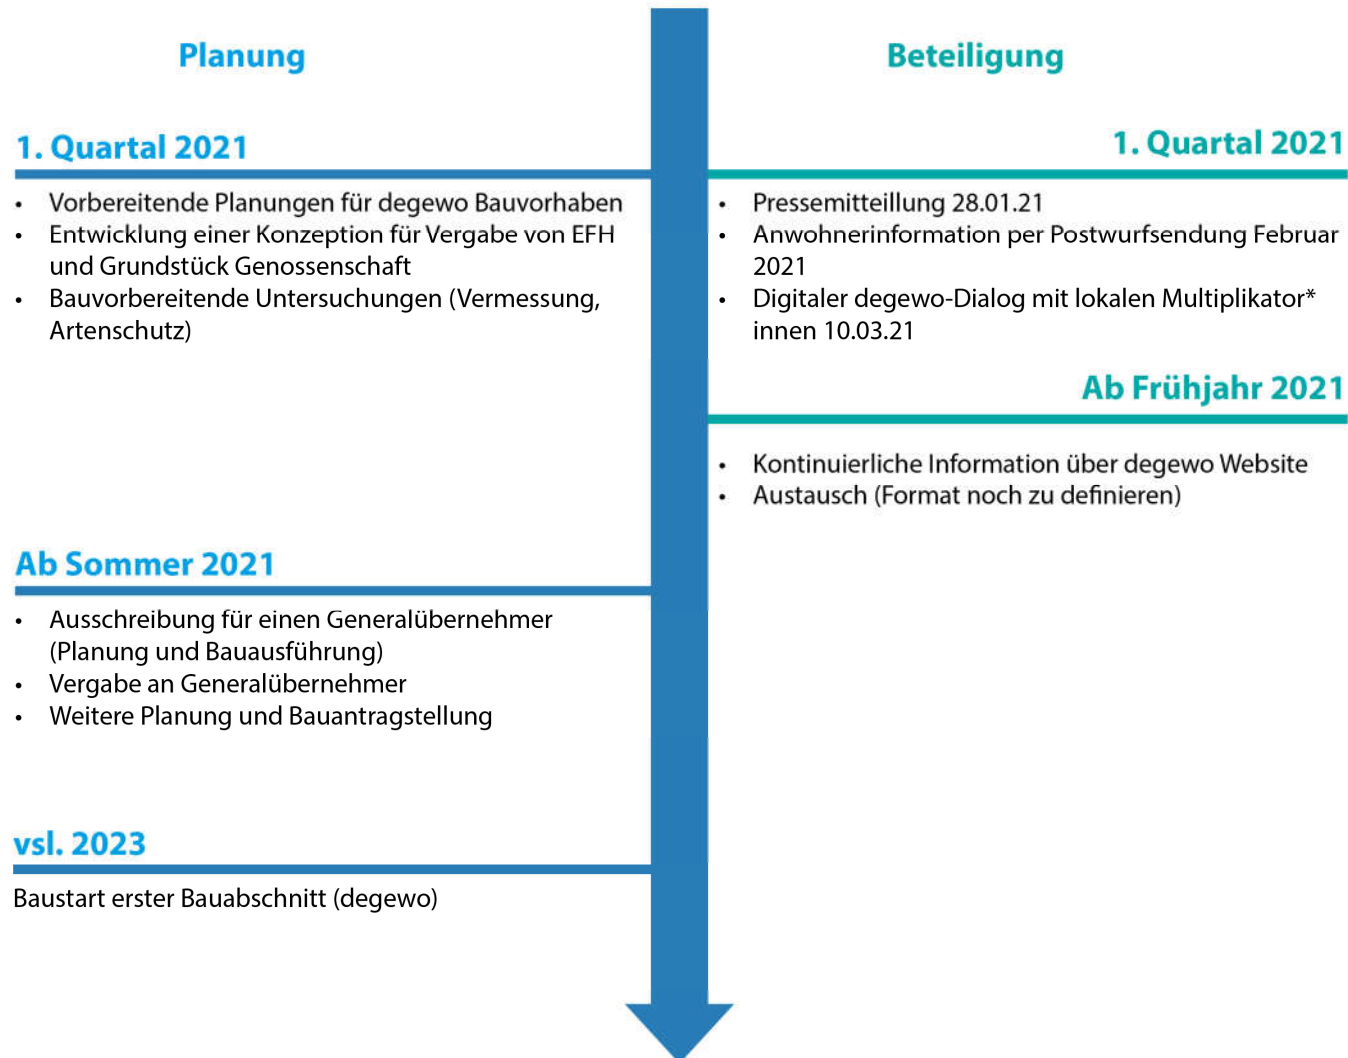 Planung
1. Quartal 2021
• Vorbereitende Planungen für degewo Bauvorhaben
• Entwicklung einer Konzeption für Vergabe von EFH
und Grundstück Genossenschaft
• Bauvorbereitende Untersuchungen (Vermessung,
Artenschutz)
Ab Sommer 2021
• Ausschreibung für einen Generalübernehmer
(Planung und Bauausführung)
• Vergabe an Generalübernehmer
• Weitere Planung und Bauantragstellung
vsl. 2023
Baustart erster Bauabschnitt (degewo)
Beteiligung
1. Quartal 2021
• Pressemitteillung 28.01.21
• Anwohnerinformation per Postwurfsendung Februar
2021
• Digitaler degewo-Dialog mit lokalen Multiplikator*
innen 10.03.21
Ab Frühjahr 2021
• Kontinuierliche Information über degewo Website
• Austausch (Format noch zu definieren)